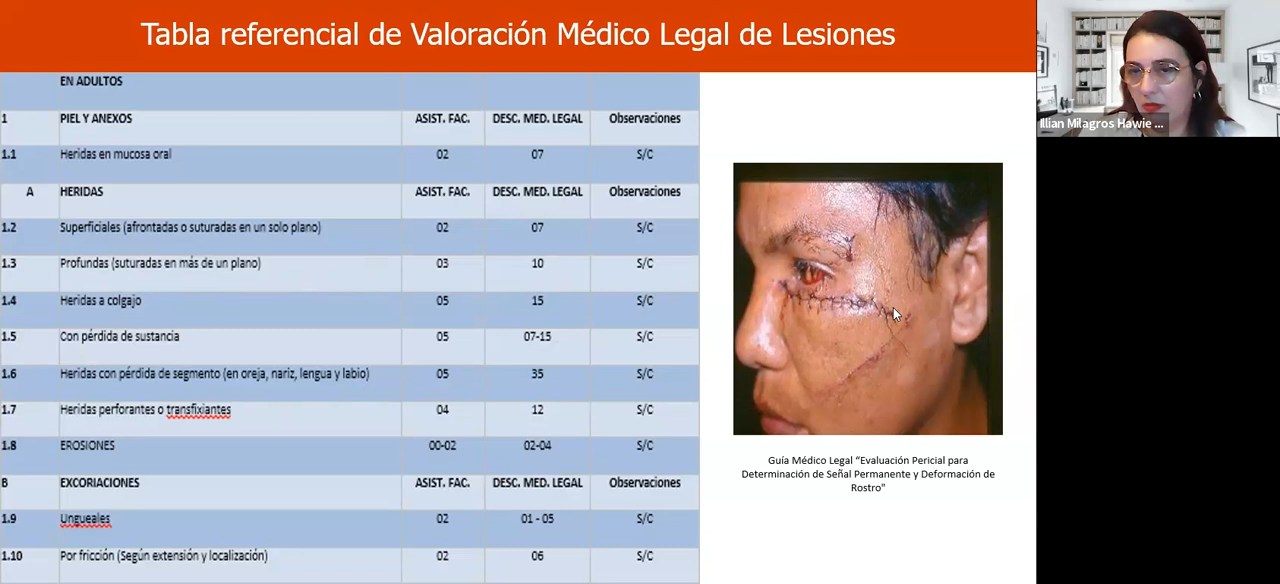 Tabla referencial de Valoración Médico Legal de Lesiones
EN ADULTOS
1 PIEL Y ANEXOS ASIST. FAC. DESC. MED. LEGAL Observaciones
1.1 Heridas en mucosa oral 02 07 S/C
A HERIDAS ASIST. FAC. DESC. MED. LEGAL Observaciones
1.2 Superficiales (afrontadas o suturadas en un solo plano) 02 07 S/C
1.3 Profundas (suturadas en más de un plano) 03 10 S/C
1.4 Heridas a colgajo 05 15 S/C
1.5 Con pérdida de sustancia 05 07-15 S/C
1.6 Heridas con pérdida de segmento (en oreja, nariz, lengua y labio) 05 35 S/C
1.7 Heridas perforantes o transfixiantes 04 12 S/C
1.8 EROSIONES 00-02 02-04 S/C
B EXCORIACIONES ASIST. FAC. DESC. MED. LEGAL Observaciones
1.9 Ungueales 02 01 - 05 S/C
1.10 Por fricción (Según extensión y localización) 02 06 S/C
Guía Médico Legal “Evaluación Pericial para
Determinación de Señal Permanente y Deformación de
Rostro"
Illian Milagros Hawie ...